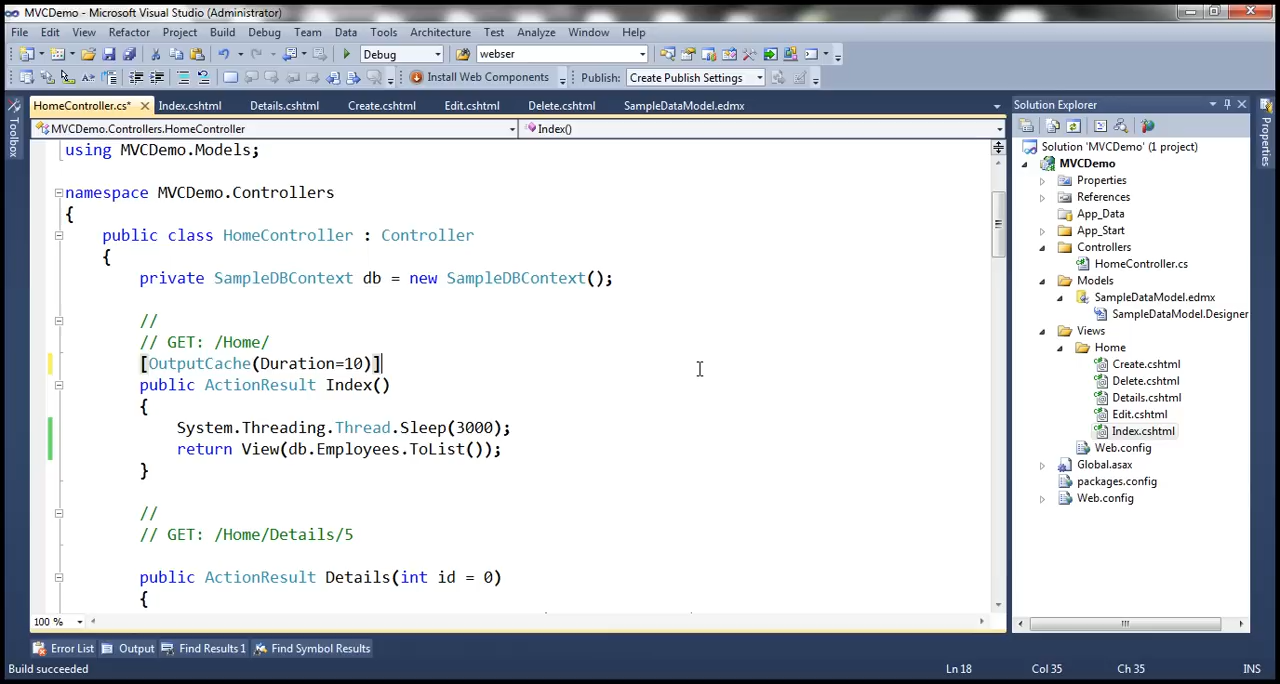 MVCDemo - Microsoft Visual Studio (Administrator)
File Edit View Refactor Project Build Debug Team Data Tools Architecture Test Analyze Window Help
Debug webser
Install Web Components Publish: Create Publish Settings
HomeController.cs* Index.cshtml Details.cshtml Create.cshtml Edit.cshtml Delete.cshtml SampleDataModel.edmx
MVCDemo.Controllers.HomeController Index()
Toolbox
using MVCDemo.Models;
namespace MVCDemo.Controllers
{
public class HomeController : Controller
{
private SampleDBContext db = new SampleDBContext();
//
// GET: /Home/
[OutputCache(Duration=10)]
public ActionResult Index()
{
System.Threading.Thread.Sleep(3000);
return View(db.Employees.ToList());
}
//
// GET: /Home/Details/5
public ActionResult Details(int id = 0)
{
100 %
Solution Explorer
Solution 'MVCDemo' (1 project)
MVCDemo
Properties
References
App_Data
App_Start
Controllers
HomeController.cs
Models
SampleDataModel.edmx
SampleDataModel.Designer
Views
Home
Create.cshtml
Delete.cshtml
Details.cshtml
Edit.cshtml
Index.cshtml
Web.config
Global.asax
packages.config
Web.config
Properties
Error List Output Find Results 1 Find Symbol Results
Build succeeded Ln 18 Col 35 Ch 35 INS